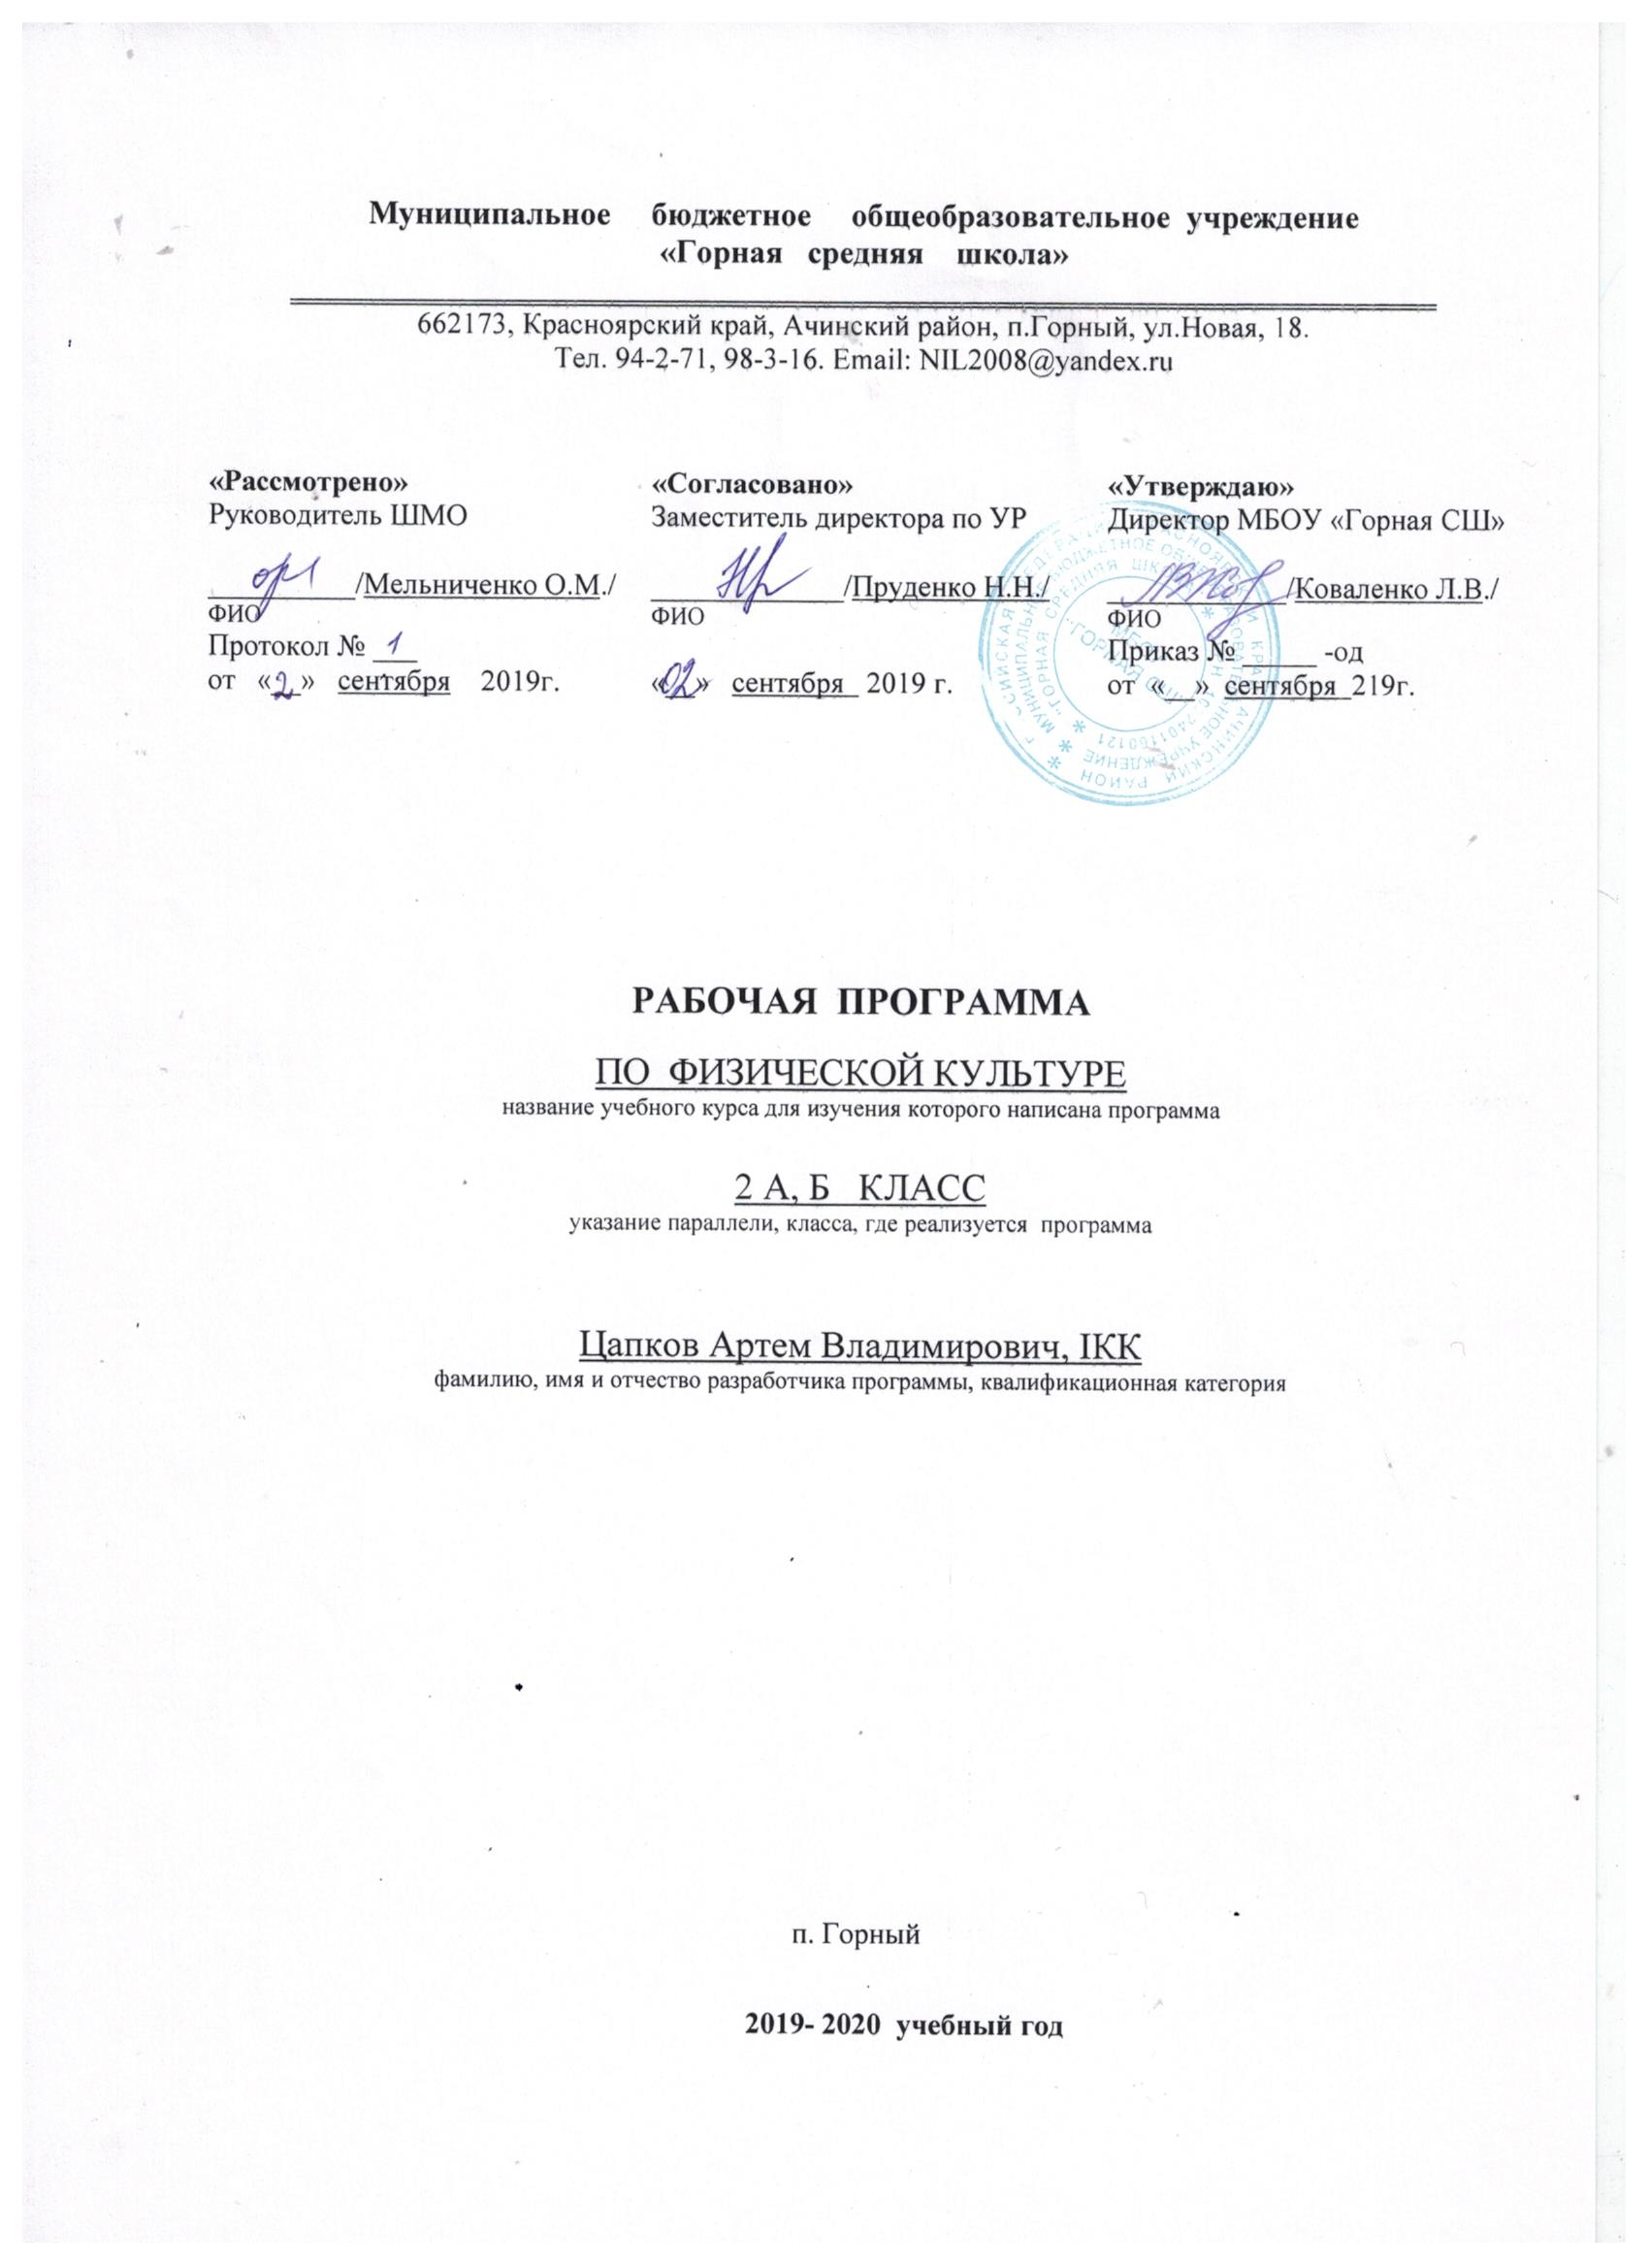 Муниципальное бюджетное общеобразовательное учреждение
«Горная средняя школа»
662173, Красноярский край, Ачинский район, п.Горный, ул.Новая, 18.
Тел. 94-2-71, 98-3-16. Email: NIL2008@yandex.ru
«Рассмотрено»
Руководитель ШМО
/Мельниченко О.М./
ФИО
Протокол № 1
от «2» сентября 2019г.
«Согласовано»
Заместитель директора по УР
/Пруденко Н.Н./
ФИО
«02» сентября 2019 г.
«Утверждаю»
Директор МБОУ «Горная СШ»
/Коваленко Л.В./
ФИО
Приказ № _____ -од
от «__» сентября 219г.
РАБОЧАЯ ПРОГРАММА
ПО ФИЗИЧЕСКОЙ КУЛЬТУРЕ
название учебного курса для изучения которого написана программа
2 А, Б КЛАСС
указание параллели, класса, где реализуется программа
Цапков Артем Владимирович, IКК
фамилию, имя и отчество разработчика программы, квалификационная категория
п. Горный
2019- 2020 учебный год